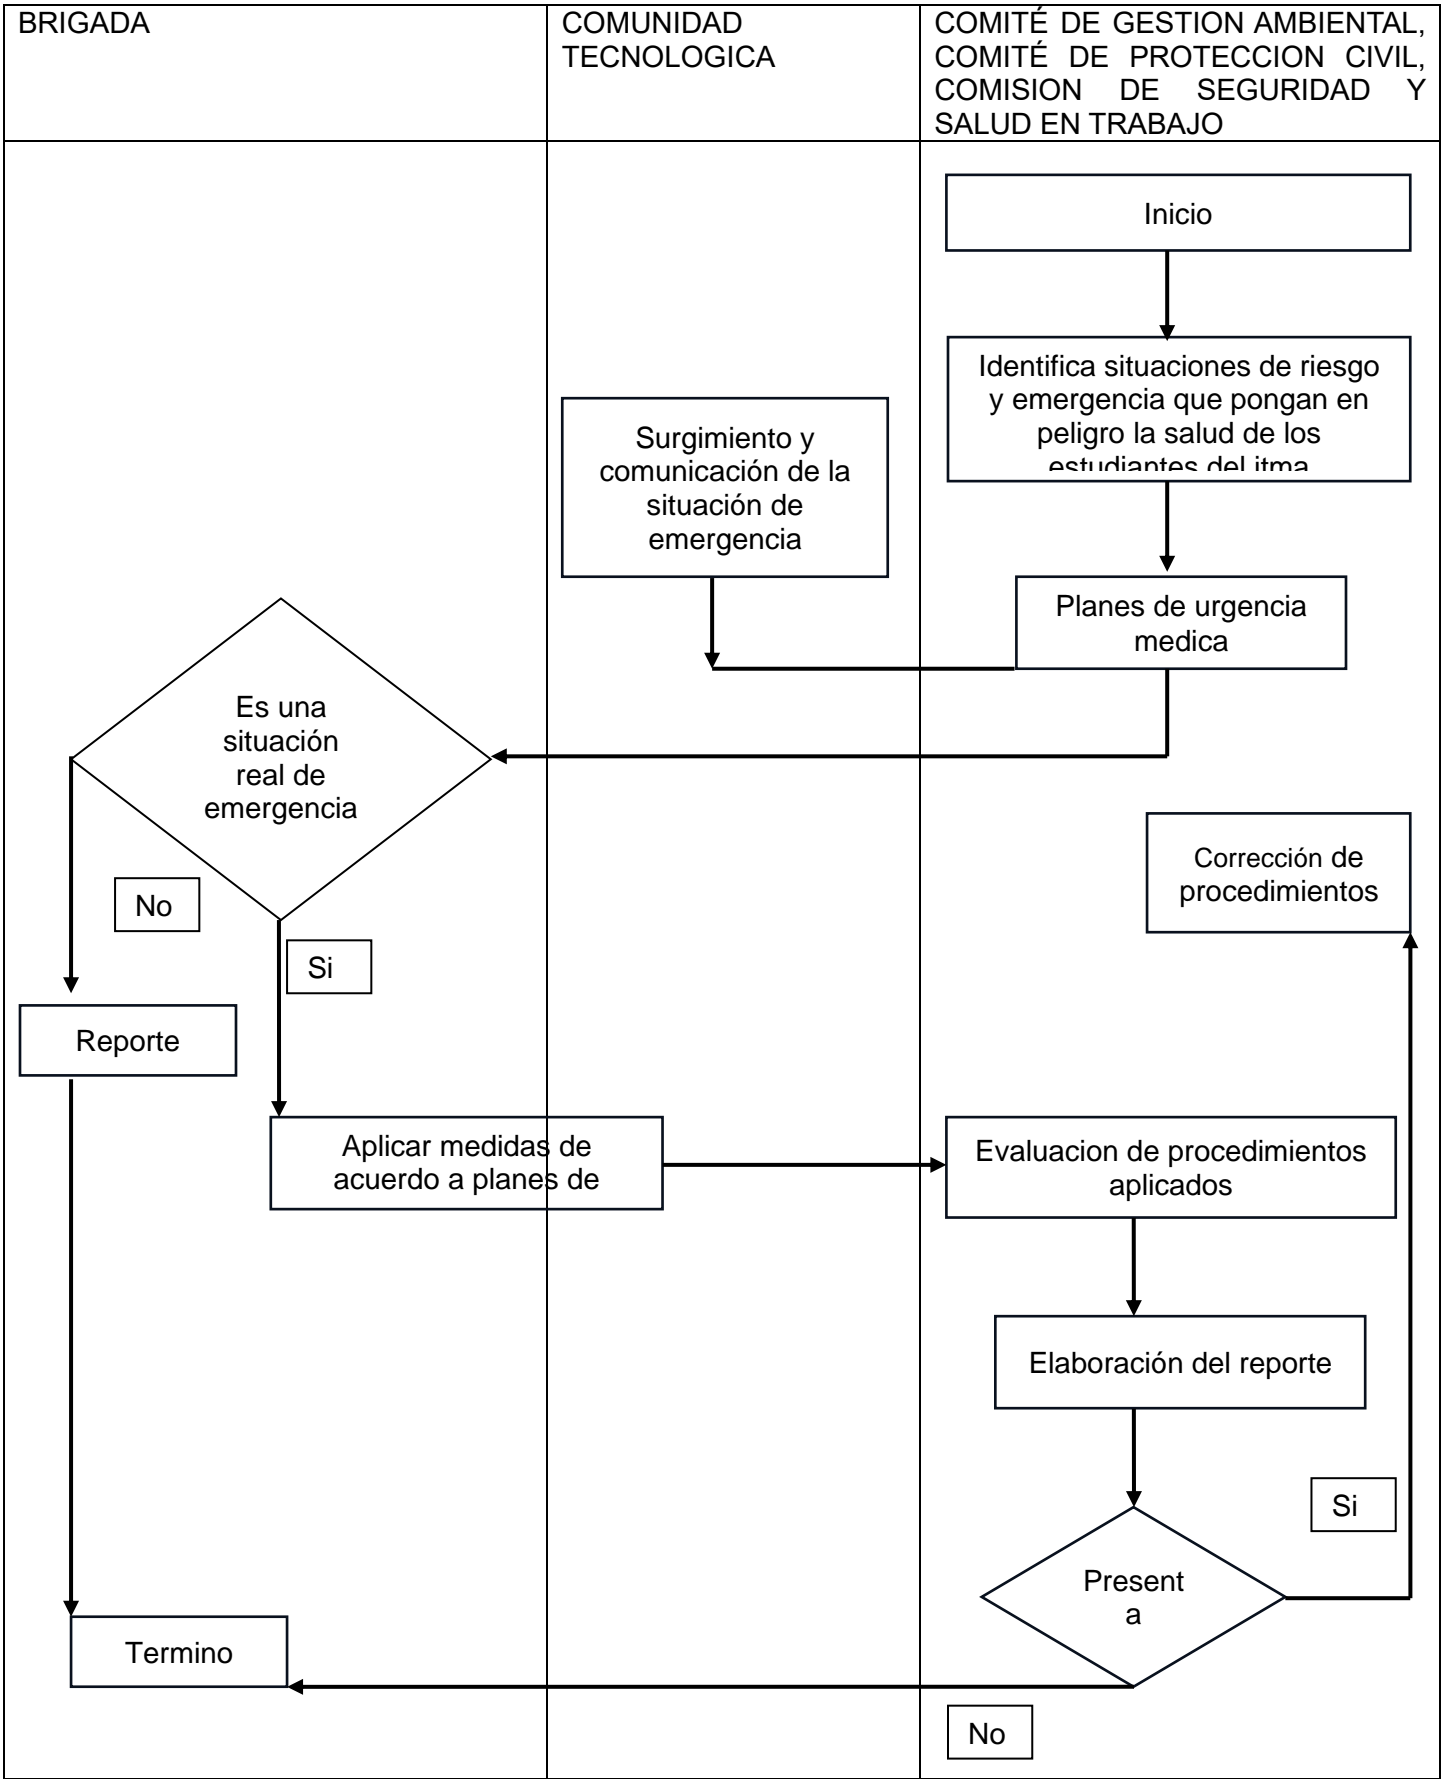 BRIGADA
COMUNIDAD
TECNOLOGICA
COMITÉ DE GESTION AMBIENTAL,
COMITÉ DE PROTECCION CIVIL,
COMISION DE SEGURIDAD Y
SALUD EN TRABAJO
Inicio
Identifica situaciones de riesgo
y emergencia que pongan en
peligro la salud de los
estudiantes del itma
Surgimiento y
comunicación de la
situación de
emergencia
Planes de urgencia
medica
Es una
situación
real de
emergencia
Corrección de
procedimientos
No
Si
Reporte
Aplicar medidas de
acuerdo a planes de
Evaluacion de procedimientos
aplicados
Elaboración del reporte
Si
Present
a
Termino
No